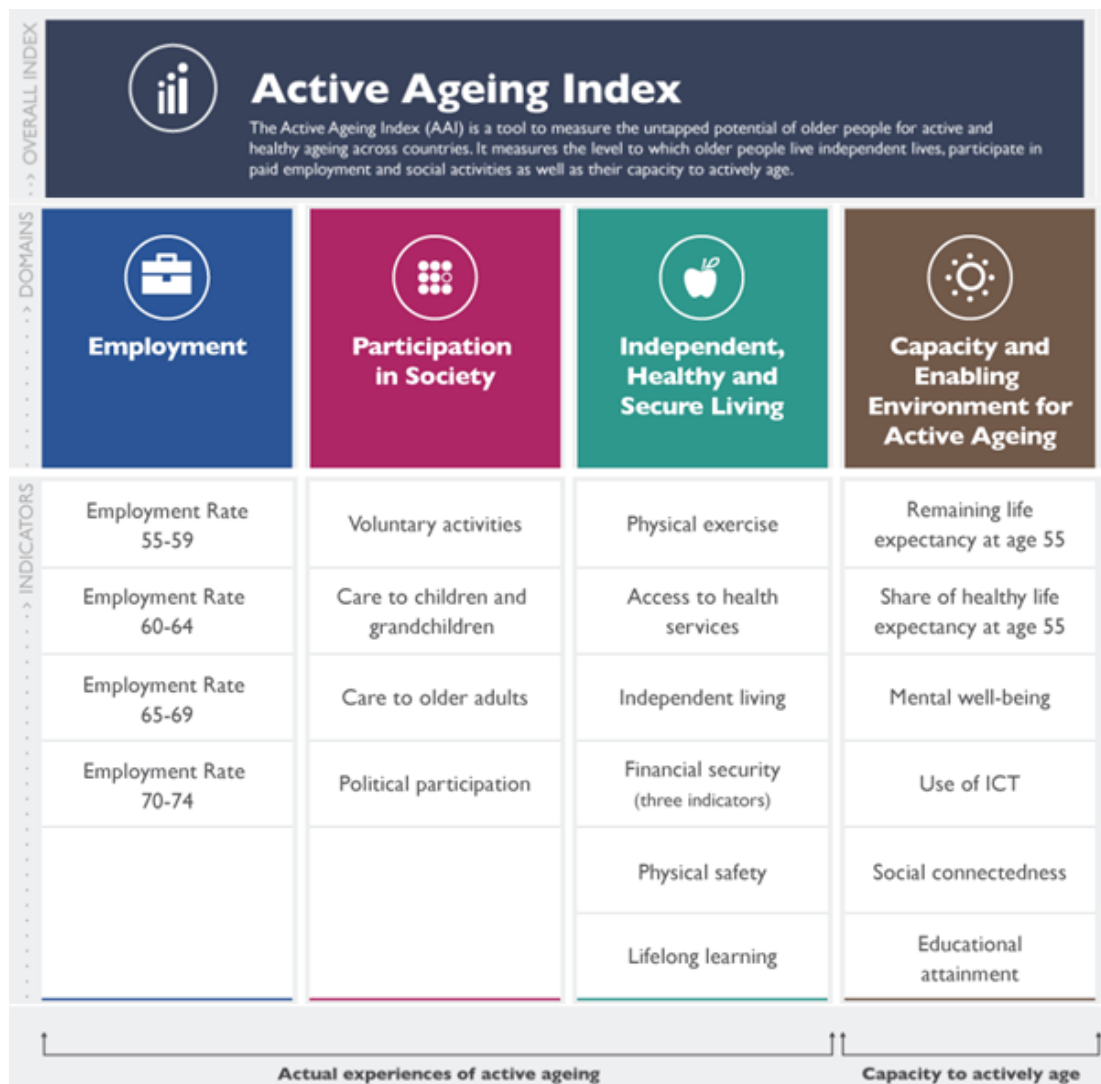 ··> OVERALL INDEX
Active Ageing Index
The Active Ageing Index (AAI) is a tool to measure the untapped potential of older people for active and
healthy ageing across countries. It measures the level to which older people live independent lives, participate in
paid employment and social activities as well as their capacity to actively age.
> DOMAINS
Employment
Participation
in Society
Independent,
Healthy and
Secure Living
Capacity and
Enabling
Environment for
Active Ageing
> INDICATORS
Employment Rate
55-59
Employment Rate
60-64
Employment Rate
65-69
Employment Rate
70-74
Voluntary activities
Care to children and
grandchildren
Care to older adults
Political participation
Physical exercise
Access to health
services
Independent living
Financial security
(three indicators)
Physical safety
Lifelong learning
Remaining life
expectancy at age 55
Share of healthy life
expectancy at age 55
Mental well-being
Use of ICT
Social connectedness
Educational
attainment
Actual experiences of active ageing
Capacity to actively age